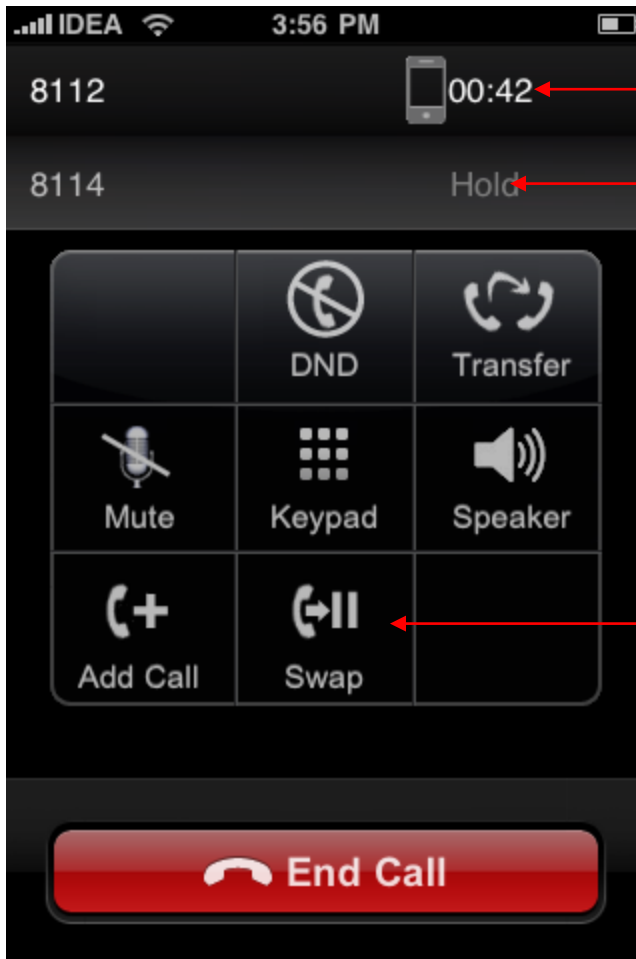 IDEA 3:56 PM
8112 00:42
8114 Hold
DND Transfer
Mute Keypad Speaker
Add Call Swap
End Call